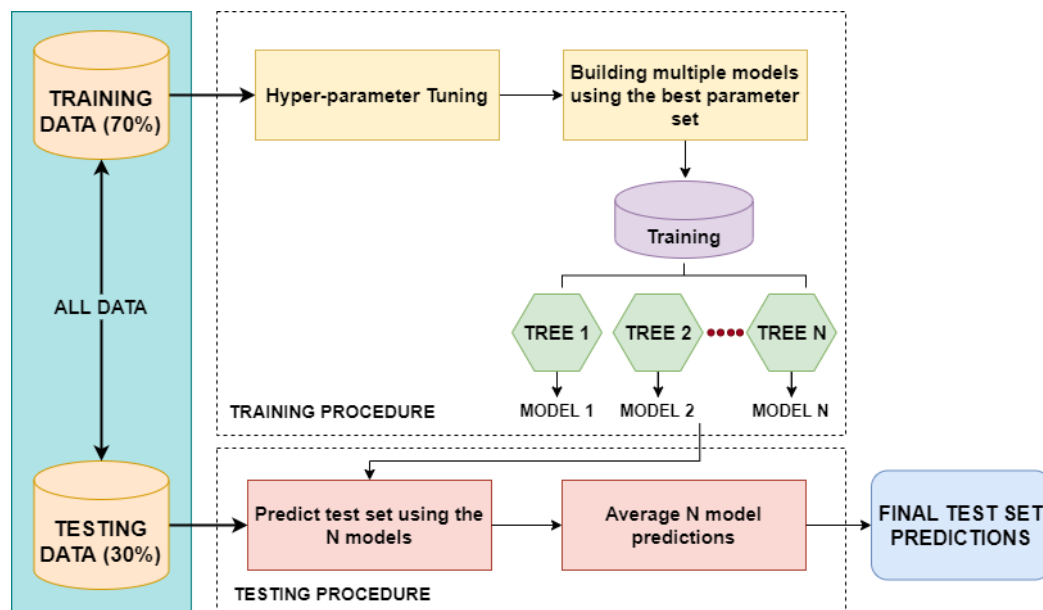 TRAINING
DATA (70%)
ALL DATA
TESTING
DATA (30%)
Hyper-parameter Tuning
Building multiple models
using the best parameter
set
Training
TREE 1
TREE 2
TREE N
MODEL 1
MODEL 2
MODEL N
TRAINING PROCEDURE
Predict test set using the
N models
Average N model
predictions
TESTING PROCEDURE
FINAL TEST SET
PREDICTIONS